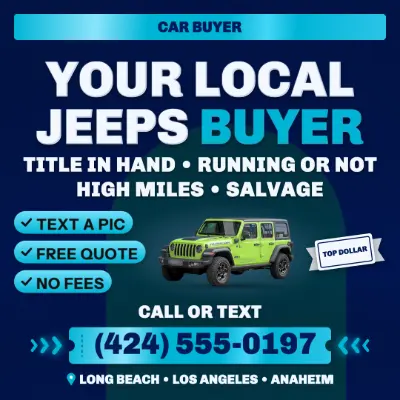 CAR BUYER
YOUR LOCAL
JEEPS BUYER
TITLE IN HAND • RUNNING OR NOT
HIGH MILES • SALVAGE
TEXT A PIC
FREE QUOTE
NO FEES
TOP DOLLAR
CALL OR TEXT
(424) 555-0197
LONG BEACH • LOS ANGELES • ANAHEIM